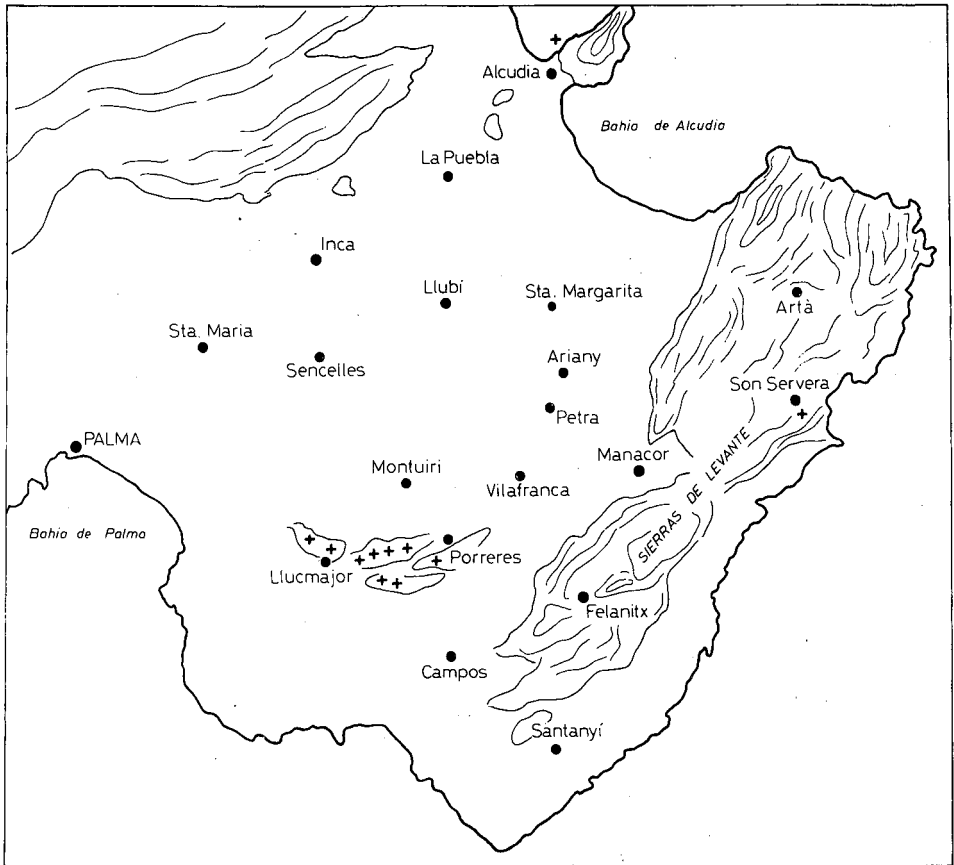 Alcudia
Bahia de Alcudia
La Puebla
Inca
Llubí
Sta. Margarita
Artà
Sta. Maria
Sencelles
Ariany
Son Servera
Petra
PALMA
Manacor
Montuiri
Vilafranca
SIERRAS DE LEVANTE
Bahia de Palma
Porreres
Llucmajor
Felanitx
Campos
Santanyí